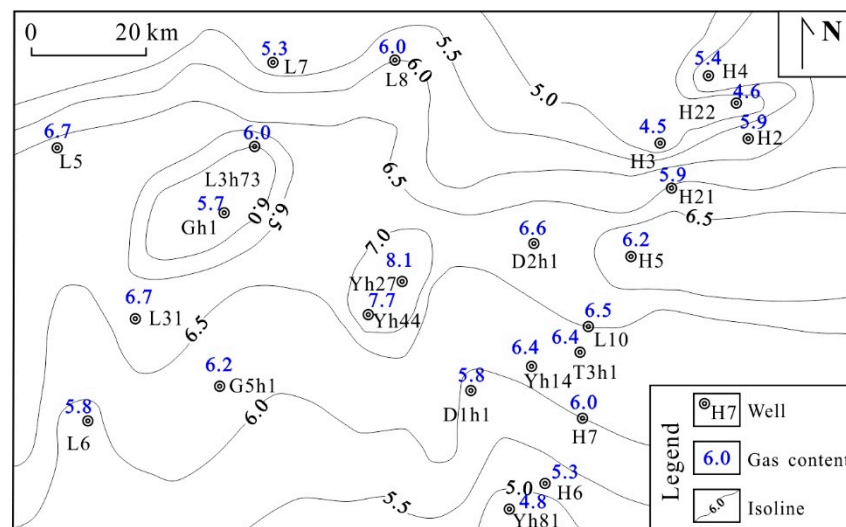 0 20 km
N
5.3
L7
6.0
L8
5.5
6.0
5.0
5.4
H4
4.6
H22
5.9
H2
4.5
H3
6.7
L5
6.0
L3h73
5.7
Gh1
6.0
6.5
6.5
5.9
H21
6.5
6.6
D2h1
6.2
H5
7.0
8.1
Yh27
7.7
Yh44
6.7
L31
6.5
6.5
L10
6.4
T3h1
6.4
Yh14
6.2
G5h1
5.8
D1h1
6.0
5.8
L6
6.0
H7
5.3
H6
5.0
4.8
Yh81
5.5
Legend
H7 Well
6.0 Gas content
6.0 Isoline